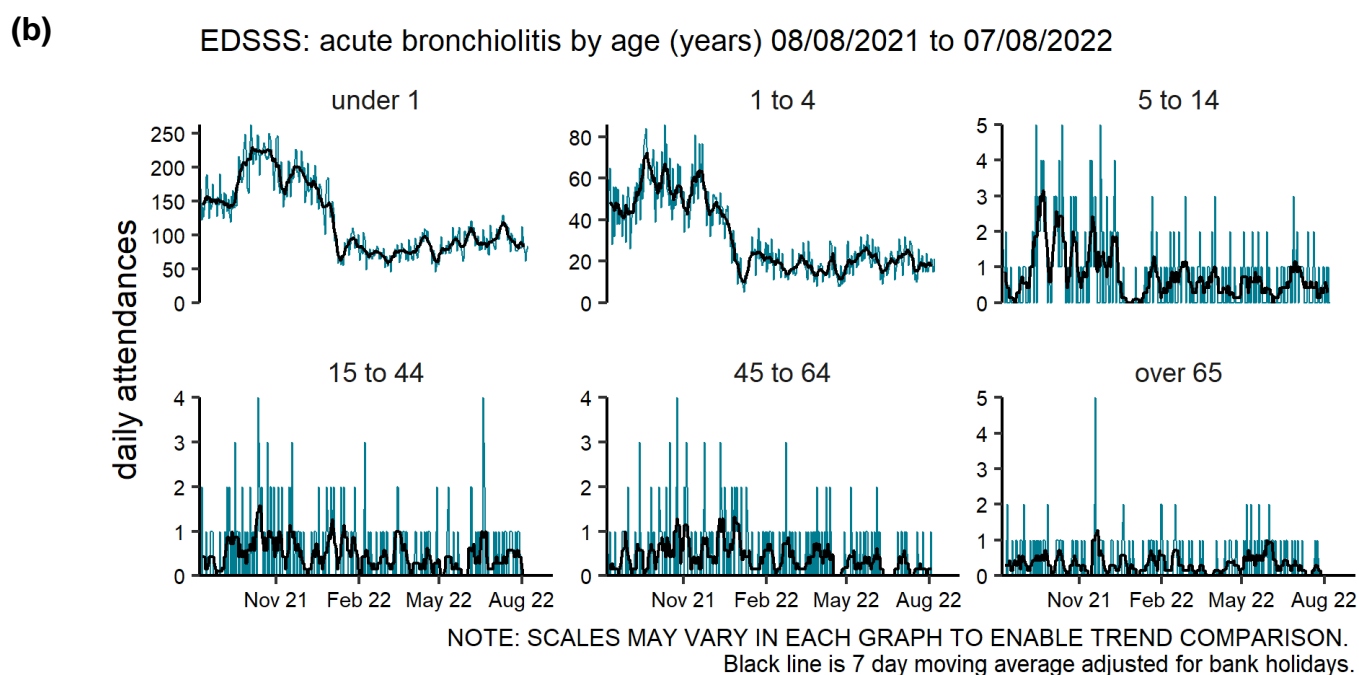 (b)
EDSSS: acute bronchiolitis by age (years) 08/08/2021 to 07/08/2022
daily attendances
under 1
250
200
150
100
50
0
1 to 4
80
60
40
20
0
5 to 14
5
4
3
2
1
0
15 to 44
4
3
2
1
0
Nov 21 Feb 22 May 22 Aug 22
45 to 64
4
3
2
1
0
Nov 21 Feb 22 May 22 Aug 22
over 65
5
4
3
2
1
0
Nov 21 Feb 22 May 22 Aug 22
NOTE: SCALES MAY VARY IN EACH GRAPH TO ENABLE TREND COMPARISON.
Black line is 7 day moving average adjusted for bank holidays.